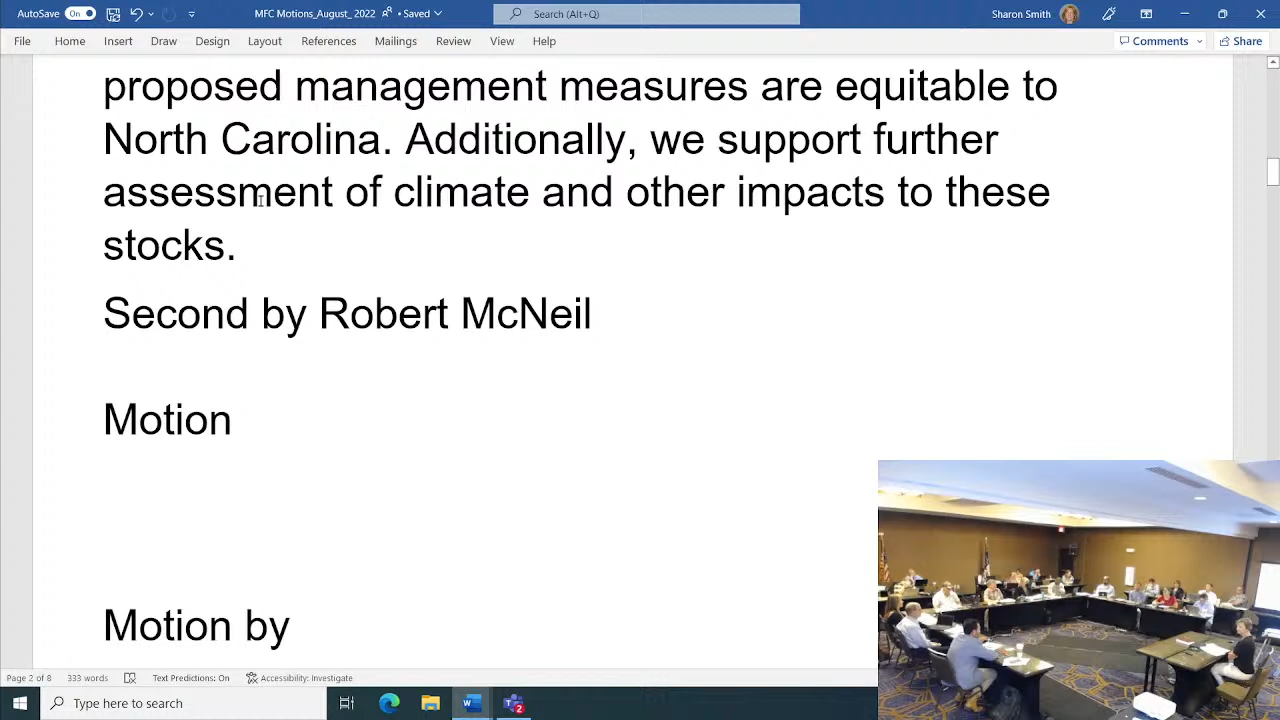 AutoSave On MFC Motions_August_ 2022 • Saved Search (Alt+Q) Sharon Smith
File Home Insert Draw Design Layout References Mailings Review View Help Comments Share
proposed management measures are equitable to
North Carolina. Additionally, we support further
assessment of climate and other impacts to these
stocks.
Second by Robert McNeil
Motion
Motion by
Page 2 of 8 333 words Text Predictions: On Accessibility: Investigate
Type here to search 2